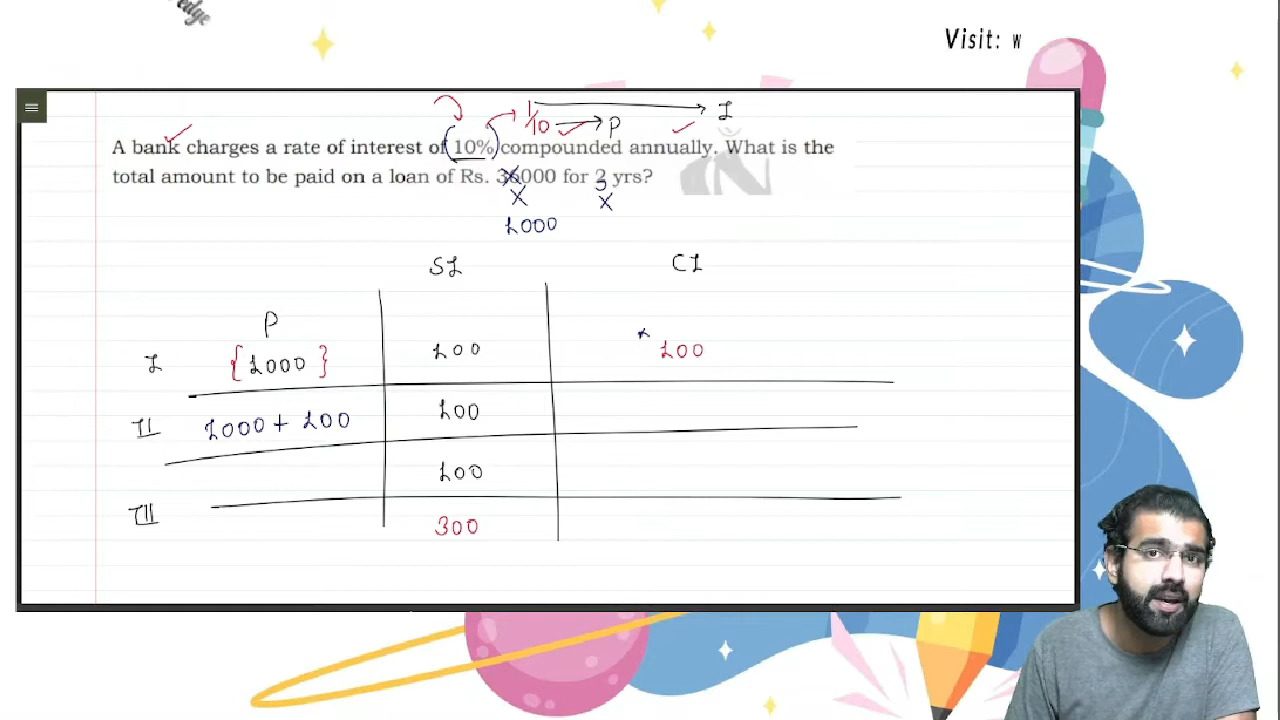 Visit: w
1/10 → P → I
A bank charges a rate of interest of (10%) compounded annually. What is the
total amount to be paid on a loan of Rs. 36000 for 3 yrs?
X X
1000
SI CI
P
I {1000} 100 100
II 1000 + 100 100
100
III
300